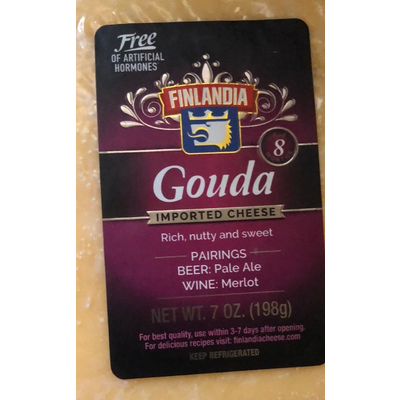 Free
OF ARTIFICIAL
HORMONES
FINLANDIA
8
Gouda
IMPORTED CHEESE
Rich, nutty and sweet
PAIRINGS
BEER: Pale Ale
WINE: Merlot
NET WT. 7 OZ. (198g)
For best quality, use within 3-7 days after opening.
For delicious recipes visit: finlandiacheese.com
KEEP REFRIGERATED